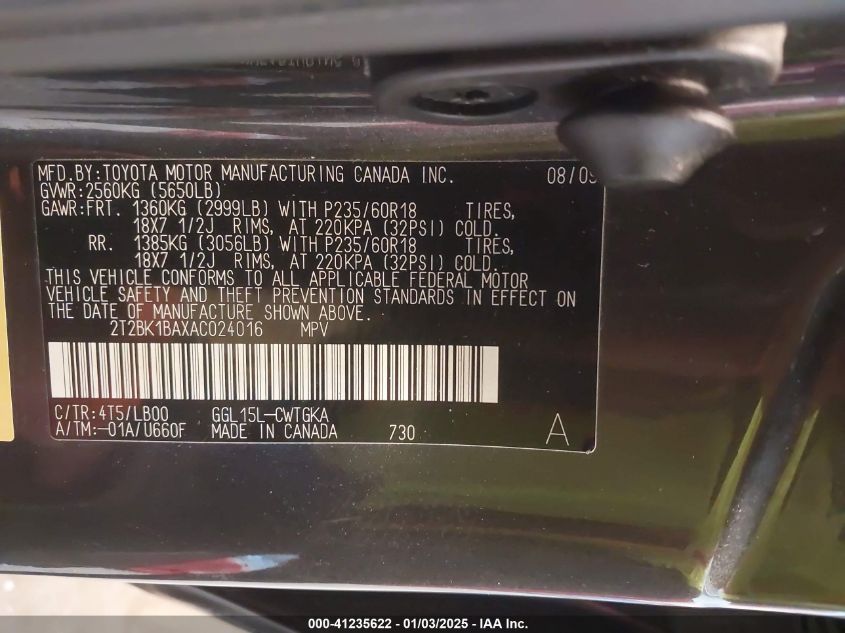 MFD.BY:TOYOTA MOTOR MANUFACTURING CANADA INC. 08/09
GVWR:2560KG (5650LB)
GAWR:FRT. 1360KG (2999LB) WITH P235/60R18 TIRES,
18X7 1/2J RIMS, AT 220KPA (32PSI) COLD.
RR. 1385KG (3056LB) WITH P235/60R18 TIRES,
18X7 1/2J RIMS, AT 220KPA (32PSI) COLD.
THIS VEHICLE CONFORMS TO ALL APPLICABLE FEDERAL MOTOR
VEHICLE SAFETY AND THEFT PREVENTION STANDARDS IN EFFECT ON
THE DATE OF MANUFACTURE SHOWN ABOVE.
2T2BK1BAXAC024016 MPV
C/TR:4T5/LB00 GGL15L-CWTGKA
A/TM:-01A/U660F MADE IN CANADA 730 A
000-41235622 - 01/03/2025 - IAA Inc.